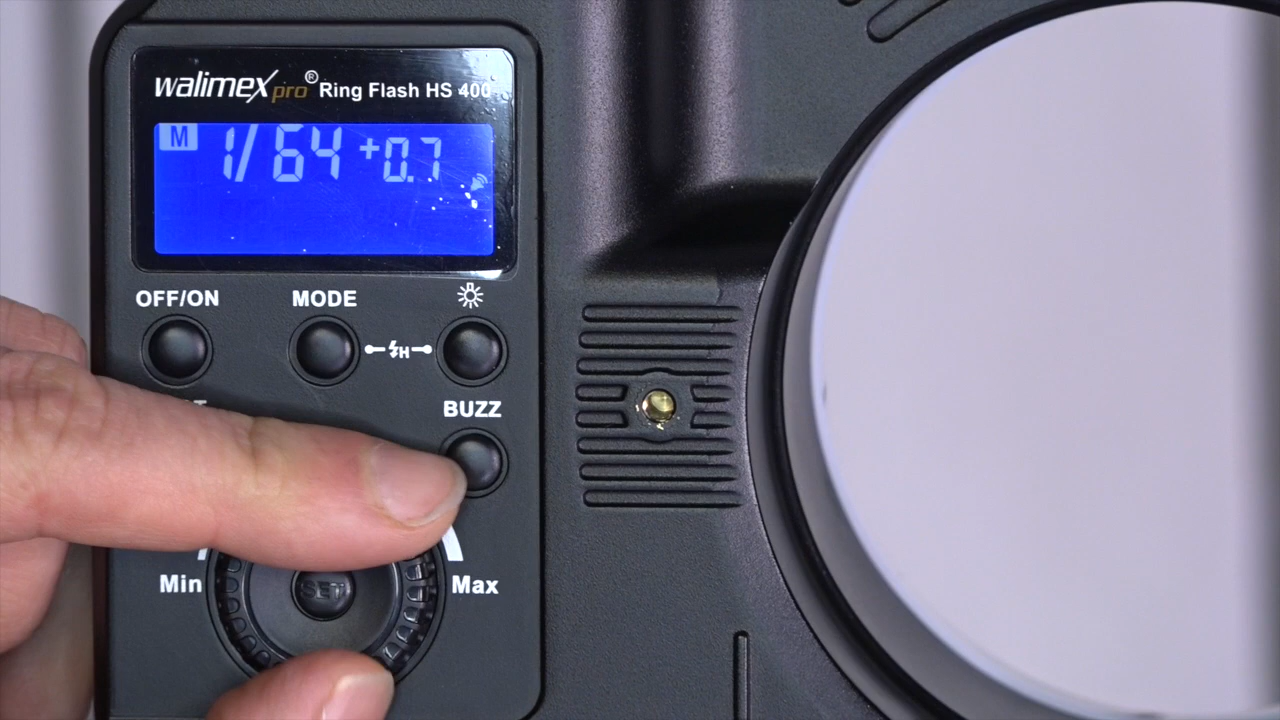 walimex pro® Ring Flash HS 400
M 1/64 +0.7
OFF/ON MODE
H
BUZZ
SET
Min Max